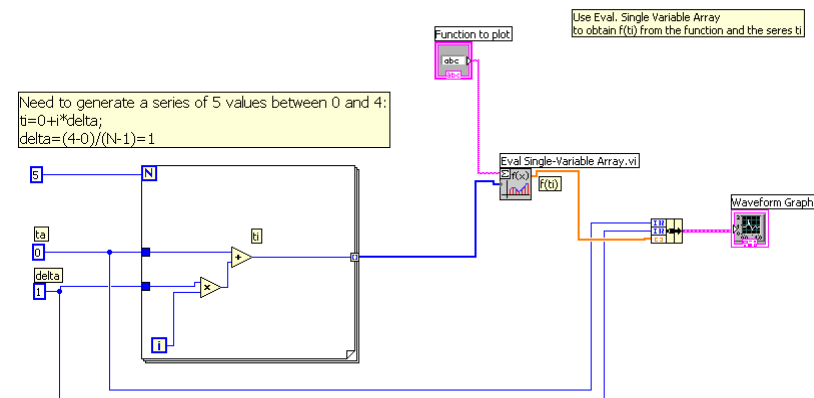 Use Eval. Single Variable Array
to obtain f(ti) from the function and the seres ti
Function to plot
abc
abc
Need to generate a series of 5 values between 0 and 4:
ti=0+i*delta;
delta=(4-0)/(N-1)=1
5
N
Eval Single-Variable Array.vi
f(x)
f(ti)
Waveform Graph
ta
0
ti
+
delta
1
x
i